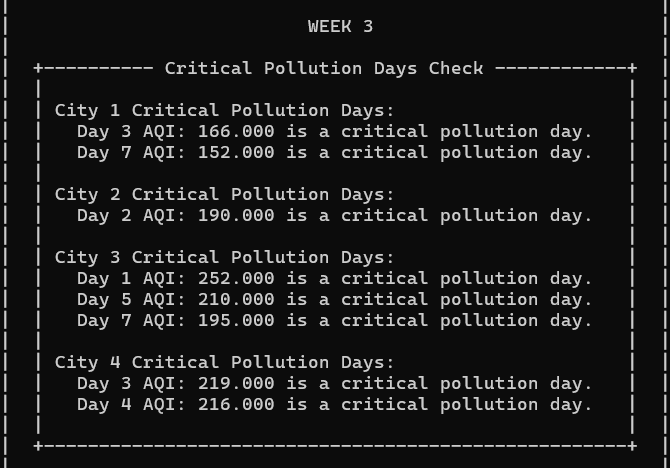 WEEK 3
Critical Pollution Days Check
City 1 Critical Pollution Days:
Day 3 AQI: 166.000 is a critical pollution day.
Day 7 AQI: 152.000 is a critical pollution day.
City 2 Critical Pollution Days:
Day 2 AQI: 190.000 is a critical pollution day.
City 3 Critical Pollution Days:
Day 1 AQI: 252.000 is a critical pollution day.
Day 5 AQI: 210.000 is a critical pollution day.
Day 7 AQI: 195.000 is a critical pollution day.
City 4 Critical Pollution Days:
Day 3 AQI: 219.000 is a critical pollution day.
Day 4 AQI: 216.000 is a critical pollution day.